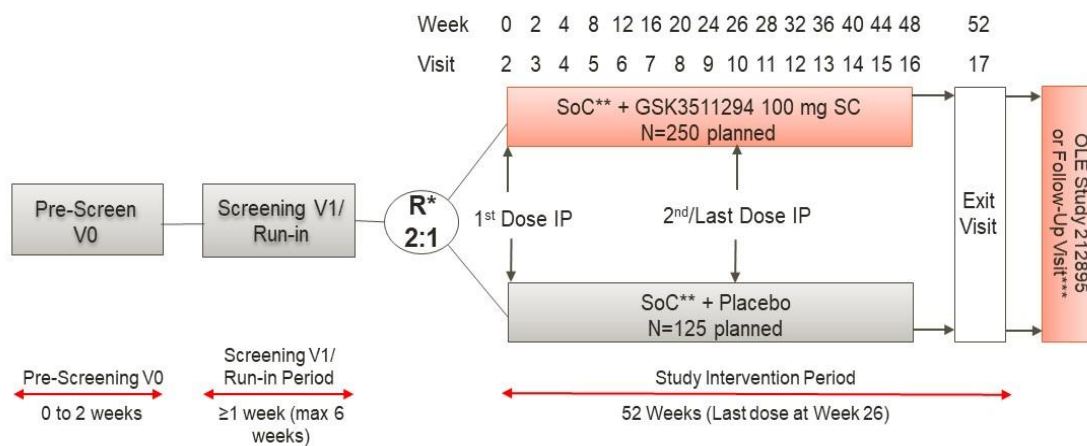 Week 0 2 4 8 12 16 20 24 26 28 32 36 40 44 48 52
Visit 2 3 4 5 6 7 8 9 10 11 12 13 14 15 16 17
SoC** + GSK3511294 100 mg SC
N=250 planned
Pre-Screen
V0
Screening V1/
Run-in
R*
2:1
1st Dose IP
2nd/Last Dose IP
SoC** + Placebo
N=125 planned
Exit
Visit
OLE Study 212895
or Follow-Up Visit***
Pre-Screening V0
0 to 2 weeks
Screening V1/
Run-in Period
≥1 week (max 6
weeks)
Study Intervention Period
52 Weeks (Last dose at Week 26)